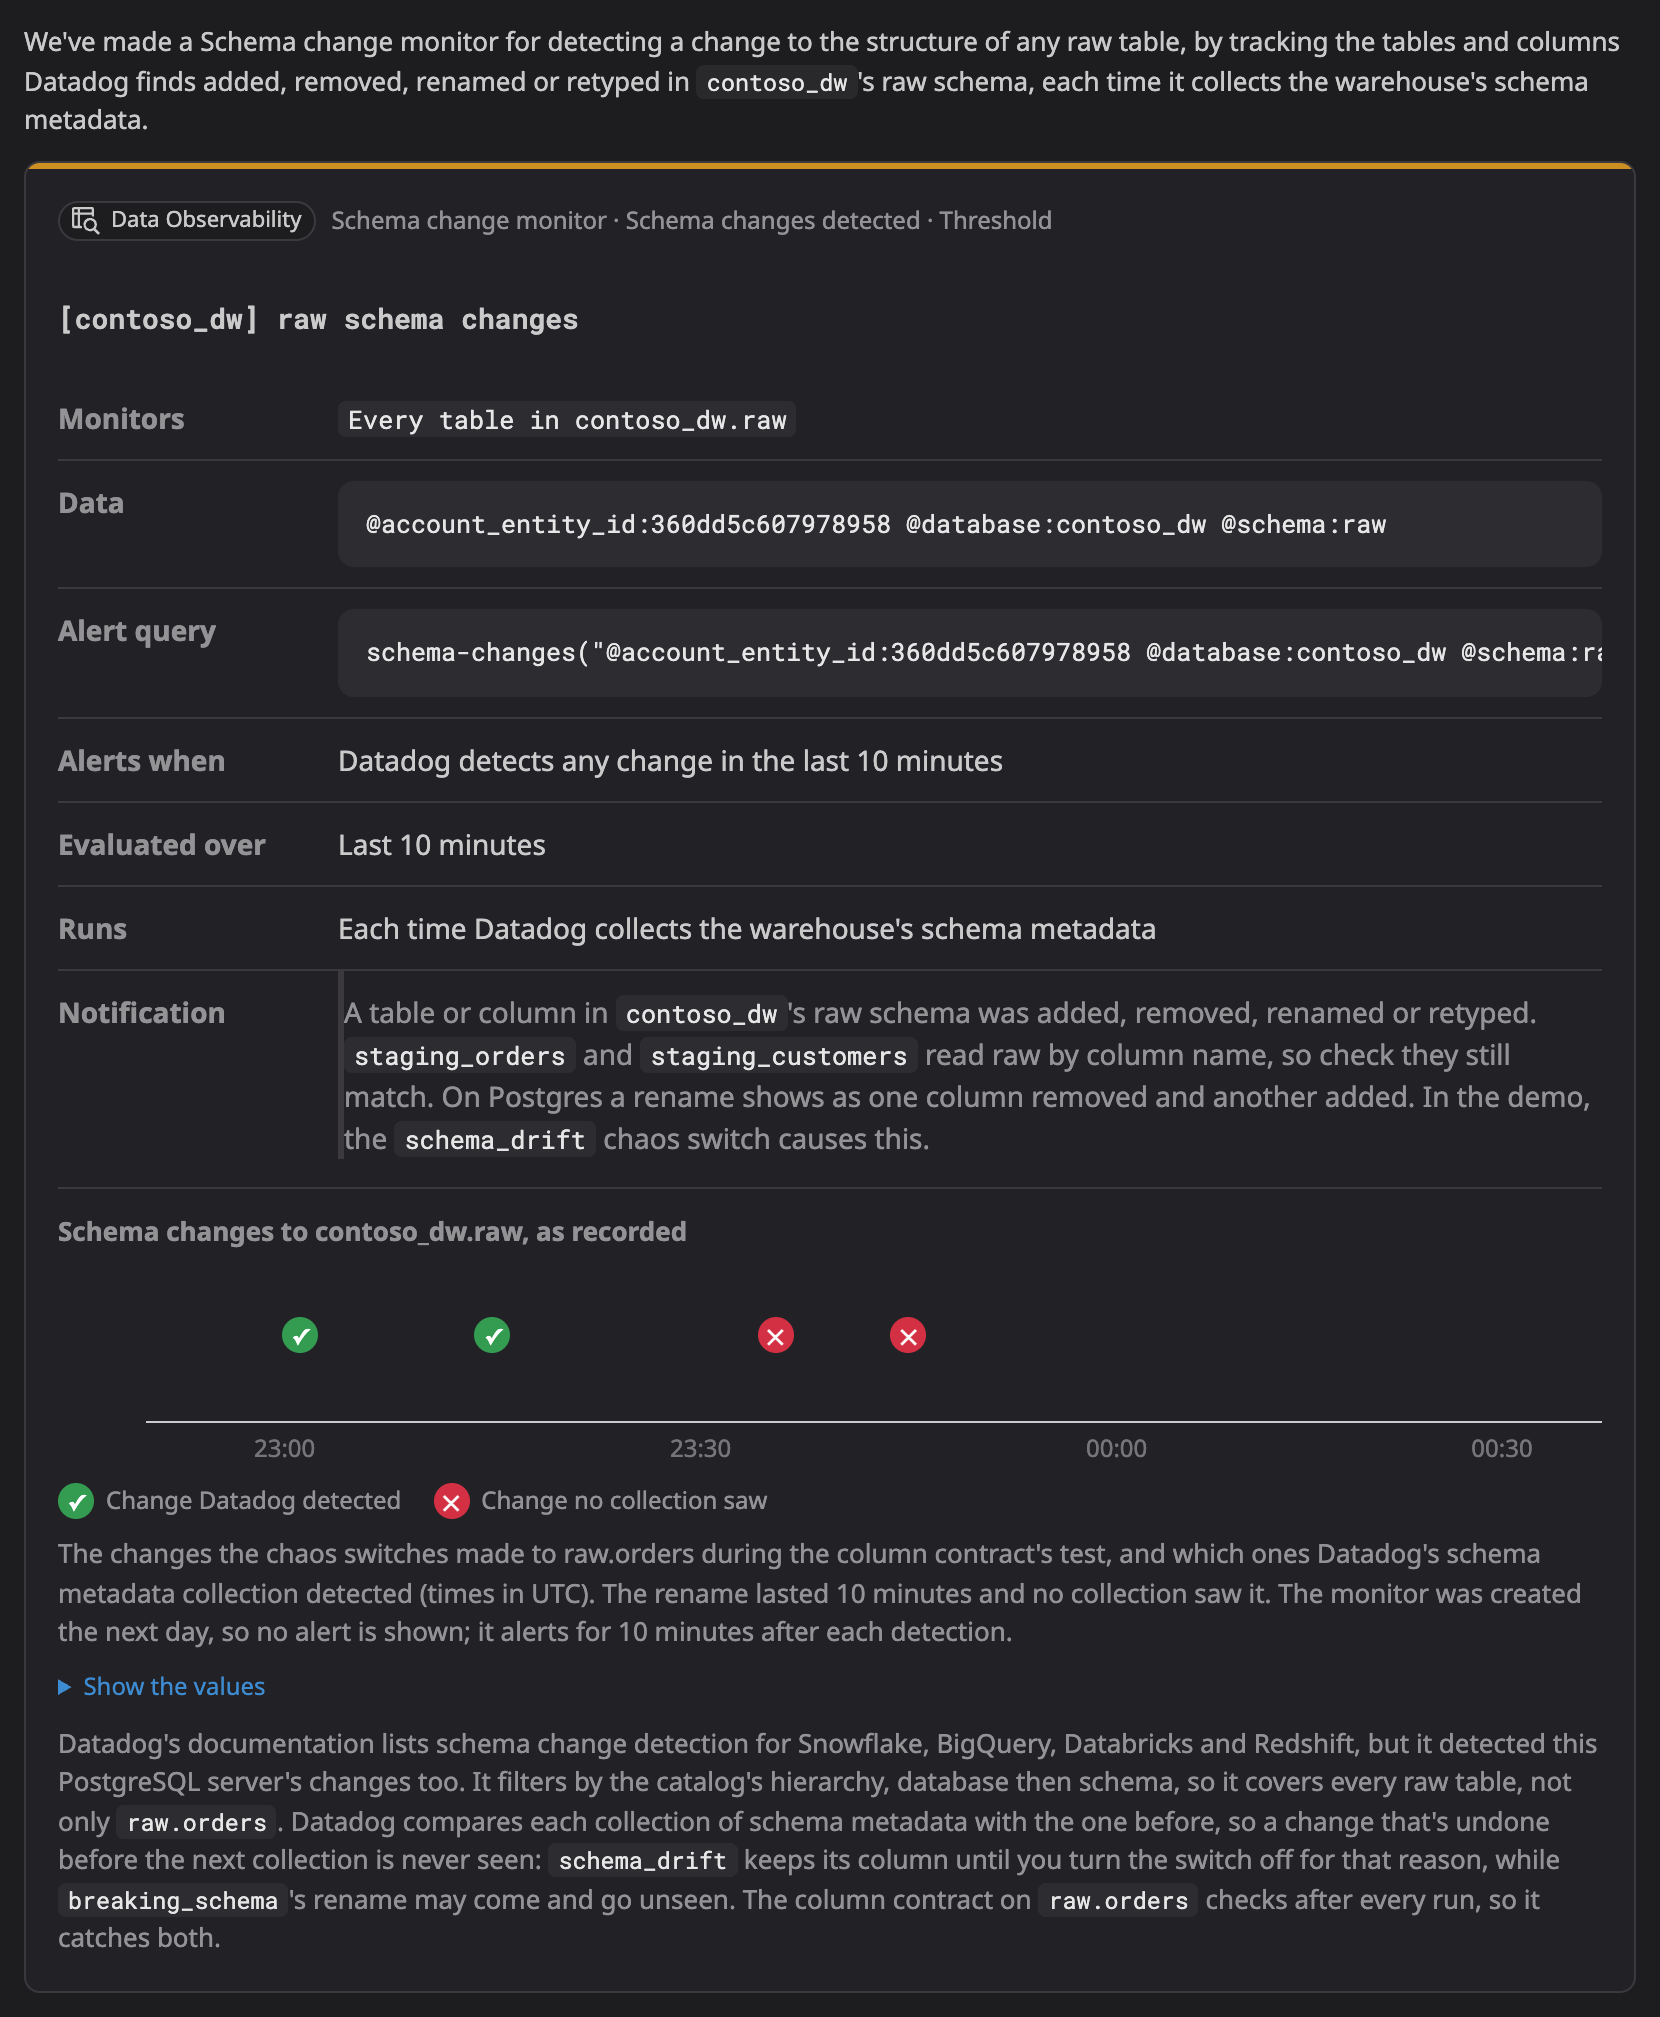 We've made a Schema change monitor for detecting a change to the structure of any raw table, by tracking the tables and columns
Datadog finds added, removed, renamed or retyped in contoso_dw's raw schema, each time it collects the warehouse's schema
metadata.
Data Observability Schema change monitor · Schema changes detected · Threshold
[contoso_dw] raw schema changes
Monitors Every table in contoso_dw.raw
Data @account_entity_id:360dd5c607978958 @database:contoso_dw @schema:raw
Alert query schema-changes("@account_entity_id:360dd5c607978958 @database:contoso_dw @schema:ra
Alerts when Datadog detects any change in the last 10 minutes
Evaluated over Last 10 minutes
Runs Each time Datadog collects the warehouse's schema metadata
Notification A table or column in contoso_dw's raw schema was added, removed, renamed or retyped.
staging_orders and staging_customers read raw by column name, so check they still
match. On Postgres a rename shows as one column removed and another added. In the demo,
the schema_drift chaos switch causes this.
Schema changes to contoso_dw.raw, as recorded
23:00 23:30 00:00 00:30
Change Datadog detected Change no collection saw
The changes the chaos switches made to raw.orders during the column contract's test, and which ones Datadog's schema
metadata collection detected (times in UTC). The rename lasted 10 minutes and no collection saw it. The monitor was created
the next day, so no alert is shown; it alerts for 10 minutes after each detection.
Show the values
Datadog's documentation lists schema change detection for Snowflake, BigQuery, Databricks and Redshift, but it detected this
PostgreSQL server's changes too. It filters by the catalog's hierarchy, database then schema, so it covers every raw table, not
only raw.orders. Datadog compares each collection of schema metadata with the one before, so a change that's undone
before the next collection is never seen: schema_drift keeps its column until you turn the switch off for that reason, while
breaking_schema's rename may come and go unseen. The column contract on raw.orders checks after every run, so it
catches both.